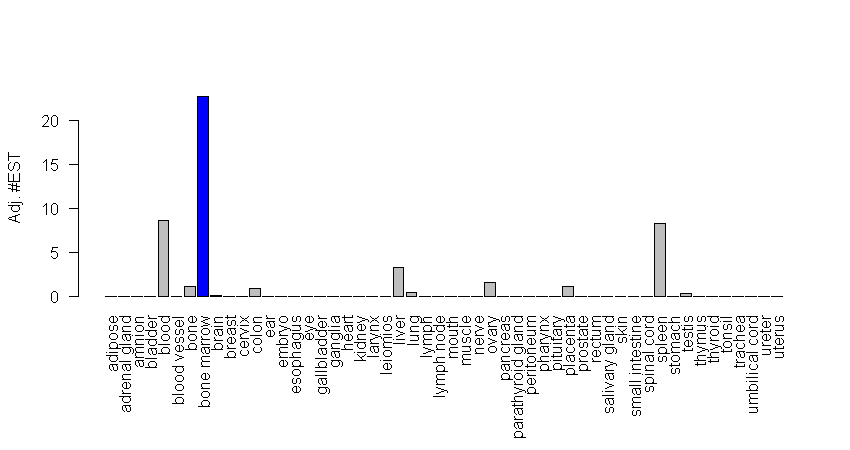 Adj. #EST
20
15
10
5
0
adipose
adrenal gland
amnion
bladder
blood
blood vessel
bone
bone marrow
brain
breast
cervix
colon
ear
embryo
esophagus
eye
gallbladder
ganglia
heart
kidney
larynx
leiomios
liver
lung
lymph
lymph node
mouth
muscle
nerve
ovary
pancreas
parathyroid gland
peritoneum
pharynx
pituitary
placenta
prostate
rectum
salivary gland
skin
small intestine
spinal cord
spleen
stomach
testis
thymus
thyroid
tonsil
trachea
umbilical cord
ureter
uterus